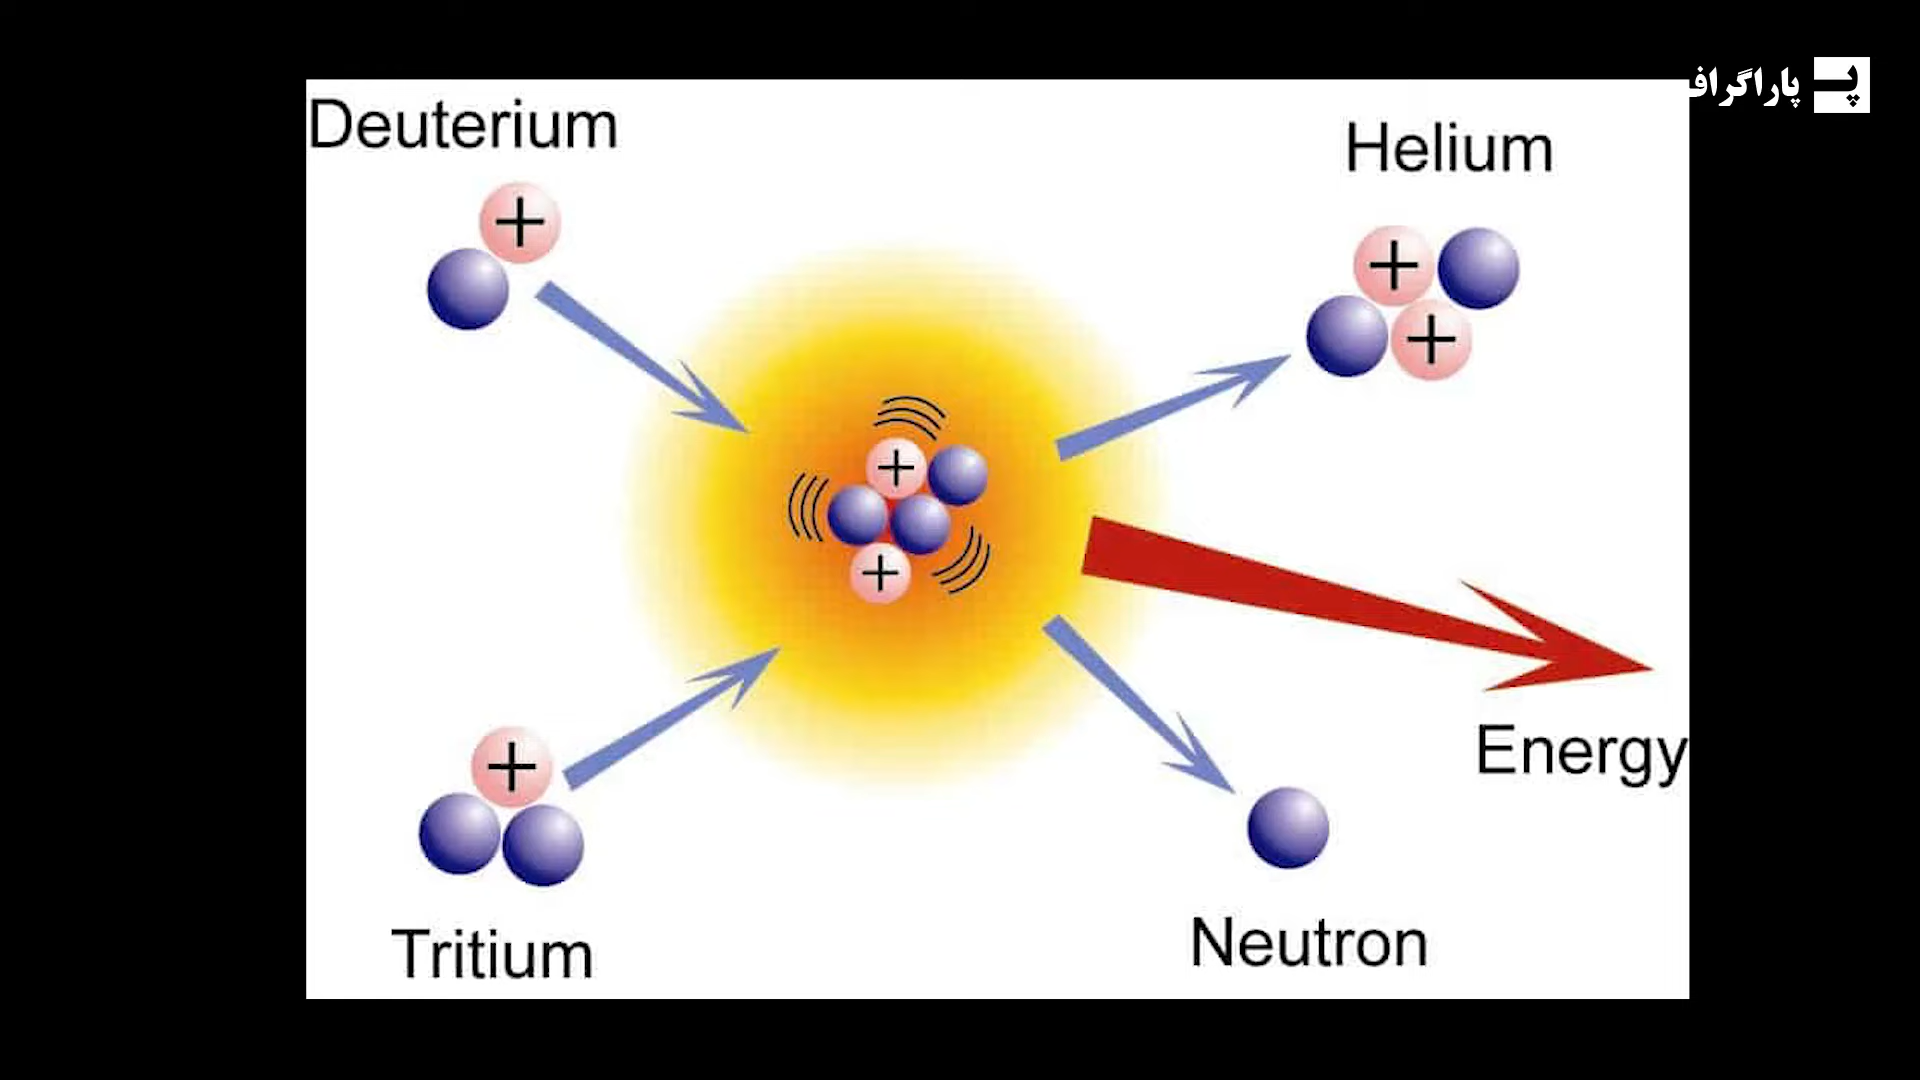 Deuterium
Helium
پاراگراف
پ
+
+
+
+
+
+
Energy
Tritium
Neutron